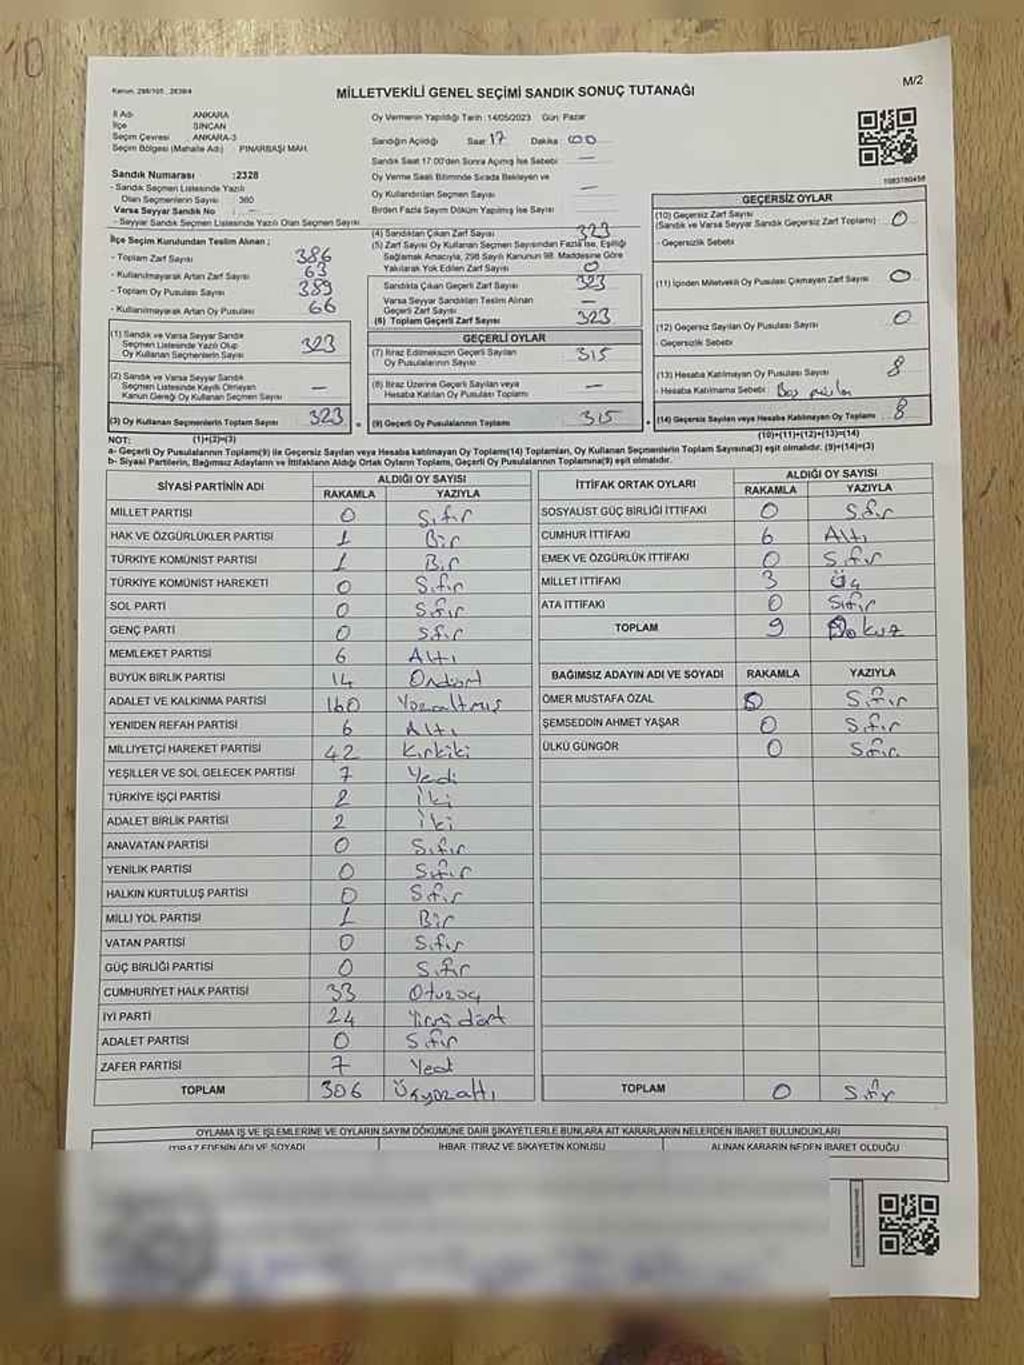 M/2
MİLLETVEKİLİ GENEL SEÇİMİ SANDIK SONUÇ TUTANAĞI
İl Adı ANKARA
İlçe SİNCAN
Seçim Çevresi ANKARA-3
Seçim Bölgesi (Mahalle Adı) PINARBAŞI MAH.
Sandık Numarası :2328
- Sandık Seçmen Listesinde Yazılı
Olan Seçmenlerin Sayısı : 360
Varsa Seyyar Sandık No : —
- Seyyar Sandık Seçmen Listesinde Yazılı Olan Seçmen Sayısı
Oy Vermenin Yapıldığı Tarih :14/05/2023 Gün: Pazar
Sandığın Açıldığı Saat 17 Dakika 00
Sandık Saat 17:00'den Sonra Açılmış İse Sebebi —
Oy Verme Saati Bitiminde Sırada Bekleyen ve
Oy Kullandırılan Seçmen Sayısı —
Birden Fazla Sayım Döküm Yapılmış İse Sayısı
1083780458
İlçe Seçim Kurulundan Teslim Alınan ;
- Toplam Zarf Sayısı 386
- Kullanılmayarak Artan Zarf Sayısı 63
- Toplam Oy Pusulası Sayısı 389
- Kullanılmayarak Artan Oy Pusulası 66
(1) Sandık ve Varsa Seyyar Sandık
Seçmen Listesinde Yazılı Olup
Oy Kullanan Seçmenlerin Sayısı 323
(2) Sandık ve Varsa Seyyar Sandık
Seçmen Listesinde Kayıtlı Olmayan
Kanun Gereği Oy Kullanan Seçmen Sayısı —
(3) Oy Kullanan Seçmenlerin Toplam Sayısı 323
(4) Sandıktan Çıkan Zarf Sayısı 323
(5) Zarf Sayısı Oy Kullanan Seçmen Sayısından Fazla İse, Eşitliği
Sağlamak Amacıyla, 298 Sayılı Kanunun 98. Maddesine Göre
Yakılarak Yok Edilen Zarf Sayısı 0
Sandıkta Çıkan Geçerli Zarf Sayısı 323
Varsa Seyyar Sandıktan Teslim Alınan
Geçerli Zarf Sayısı —
(6) Toplam Geçerli Zarf Sayısı 323
GEÇERLİ OYLAR
(7) İtiraz Edilmeksizin Geçerli Sayılan
Oy Pusulalarının Sayısı 315
(8) İtiraz Üzerine Geçerli Sayılan veya
Hesaba Katılan Oy Pusulaları Toplamı —
(9) Geçerli Oy Pusulalarının Toplamı 315
GEÇERSİZ OYLAR
(10) Geçersiz Zarf Sayısı
(Sandık ve Varsa Seyyar Sandık Geçersiz Zarf Toplamı) 0
- Geçersizlik Sebebi
(11) İçinden Milletvekili Oy Pusulası Çıkmayan Zarf Sayısı 0
(12) Geçersiz Sayılan Oy Pusulası Sayısı 0
- Geçersizlik Sebebi
(13) Hesaba Katılmayan Oy Pusulası Sayısı 8
- Hesaba Katılmama Sebebi : Boş
(14) Geçersiz Sayılan veya Hesaba Katılmayan Oy Toplamı 8
NOT: (1)+(2)=(3)
(10)+(11)+(12)+(13)=(14)
a- Geçerli Oy Pusulalarının Toplamı(9) ile Geçersiz Sayılan veya Hesaba katılmayan Oy Toplamı(14) Toplamları, Oy Kullanan Seçmenlerin Toplam Sayısına(3) eşit olmalıdır. (9)+(14)=(3)
b- Siyasi Partilerin, Bağımsız Adayların ve İttifakların Aldığı Ortak Oyların Toplamı, Geçerli Oy Pusulalarının Toplamına(9) eşit olmalıdır.
SİYASİ PARTİNİN ADI ALDIĞI OY SAYISI
RAKAMLA YAZIYLA
MİLLET PARTİSİ 0 Sıfır
HAK VE ÖZGÜRLÜKLER PARTİSİ 1 Bir
TÜRKİYE KOMÜNİST PARTİSİ 1 Bir
TÜRKİYE KOMÜNİST HAREKETİ 0 Sıfır
SOL PARTİ 0 Sıfır
GENÇ PARTİ 0 Sıfır
MEMLEKET PARTİSİ 6 Altı
BÜYÜK BİRLİK PARTİSİ 14 Ondört
ADALET VE KALKINMA PARTİSİ 160 Yüzaltmış
YENİDEN REFAH PARTİSİ 6 Altı
MİLLİYETÇİ HAREKET PARTİSİ 42 Kırkiki
YEŞİLLER VE SOL GELECEK PARTİSİ 7 Yedi
TÜRKİYE İŞÇİ PARTİSİ 2 İki
ADALET BİRLİK PARTİSİ 2 İki
ANAVATAN PARTİSİ 0 Sıfır
YENİLİK PARTİSİ 0 Sıfır
HALKIN KURTULUŞ PARTİSİ 0 Sıfır
MİLLİ YOL PARTİSİ 1 Bir
VATAN PARTİSİ 0 Sıfır
GÜÇ BİRLİĞİ PARTİSİ 0 Sıfır
CUMHURİYET HALK PARTİSİ 33 Otuzüç
İYİ PARTİ 24 Yirmidört
ADALET PARTİSİ 0 Sıfır
ZAFER PARTİSİ 7 Yedi
TOPLAM 306 Üçyüzaltı
İTTİFAK ORTAK OYLARI ALDIĞI OY SAYISI
RAKAMLA YAZIYLA
SOSYALİST GÜÇ BİRLİĞİ İTTİFAKI 0 Sıfır
CUMHUR İTTİFAKI 6 Altı
EMEK VE ÖZGÜRLÜK İTTİFAKI 0 Sıfır
MİLLET İTTİFAKI 3 Üç
ATA İTTİFAKI 0 Sıfır
TOPLAM 9 Dokuz
BAĞIMSIZ ADAYIN ADI VE SOYADI RAKAMLA YAZIYLA
ÖMER MUSTAFA ÖZAL 0 Sıfır
ŞEMSEDDİN AHMET YAŞAR 0 Sıfır
ÜLKÜ GÜNGÖR 0 Sıfır
TOPLAM 0 Sıfır
OYLAMA İŞ VE İŞLEMLERİNE VE OYLARIN SAYIM DÖKÜMÜNE DAİR ŞİKAYETLERLE BUNLARA AİT KARARLARIN NELERDEN İBARET BULUNDUKLARI
İTİRAZ EDENİN ADI VE SOYADI İHBAR, İTİRAZ VE ŞİKAYETİN KONUSU ALINAN KARARIN NEDEN İBARET OLDUĞU